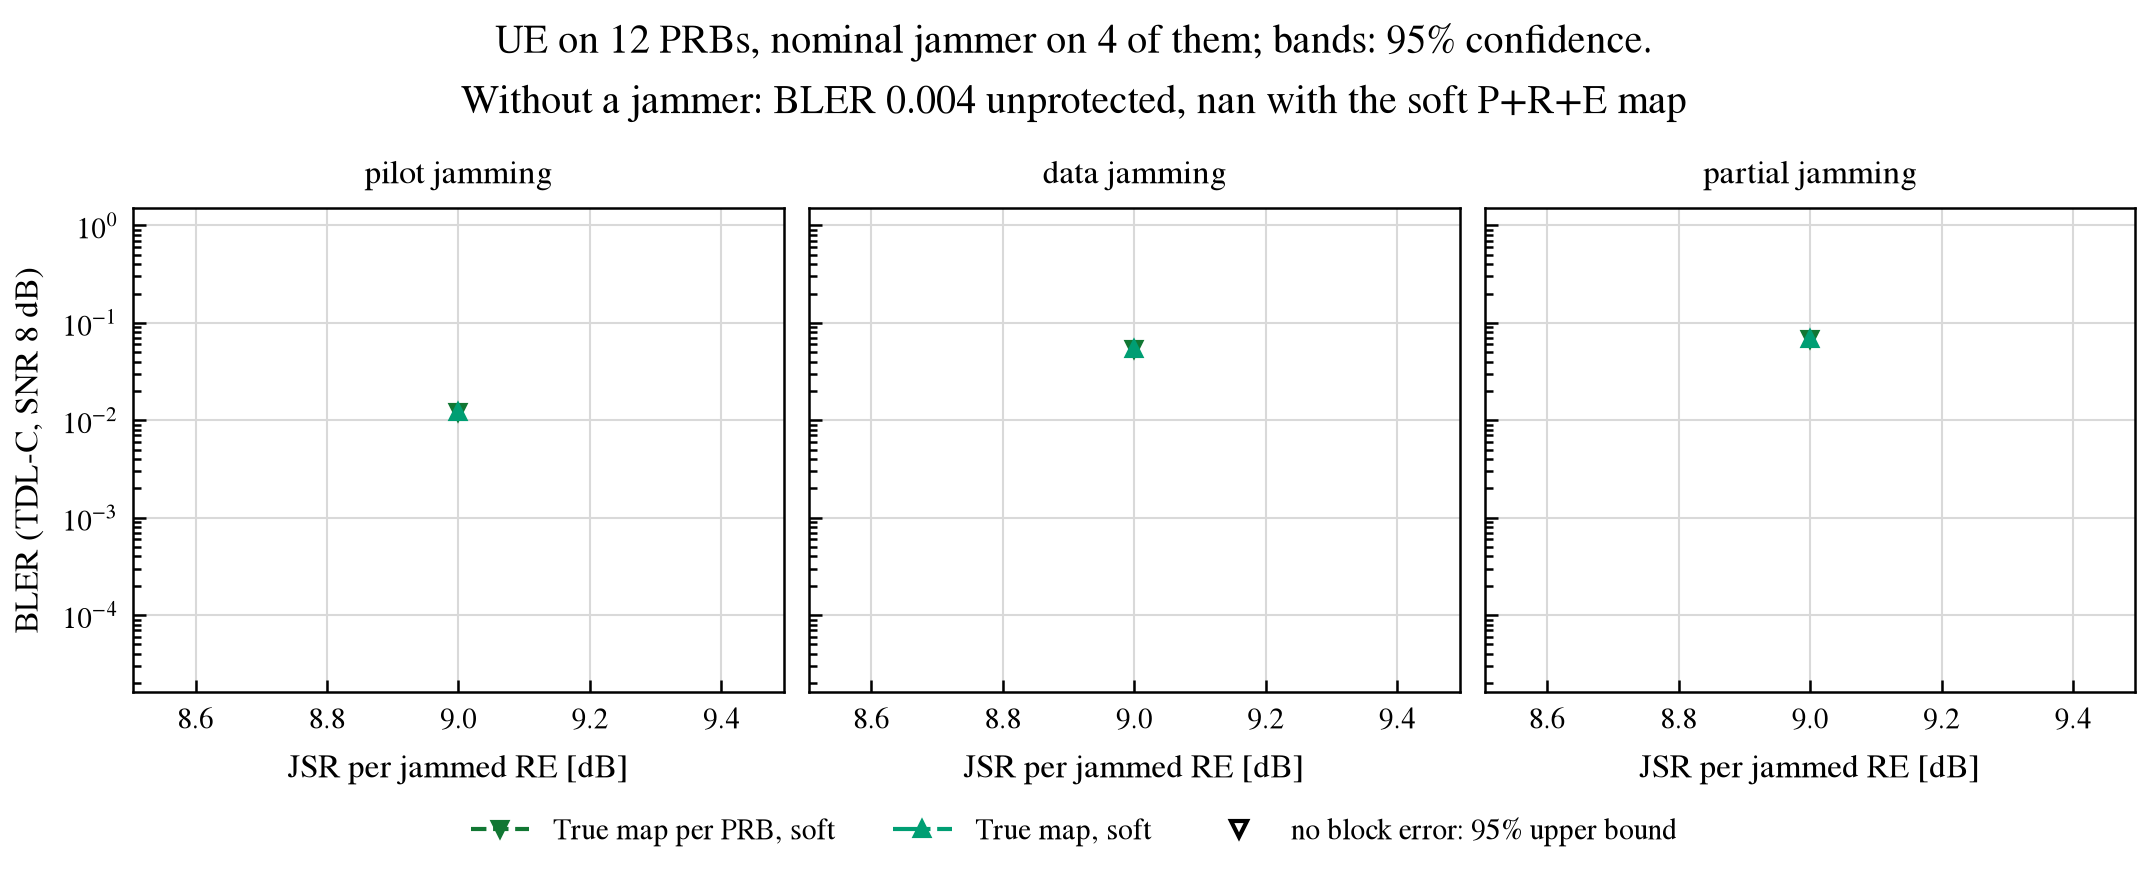 UE on 12 PRBs, nominal jammer on 4 of them; bands: 95% confidence.
Without a jammer: BLER 0.004 unprotected, nan with the soft P+R+E map
pilot jamming
data jamming
partial jamming
BLER (TDL-C, SNR 8 dB)
10⁰
10⁻¹
10⁻²
10⁻³
10⁻⁴
8.6 8.8 9.0 9.2 9.4
8.6 8.8 9.0 9.2 9.4
8.6 8.8 9.0 9.2 9.4
JSR per jammed RE [dB]
JSR per jammed RE [dB]
JSR per jammed RE [dB]
True map per PRB, soft
True map, soft
no block error: 95% upper bound